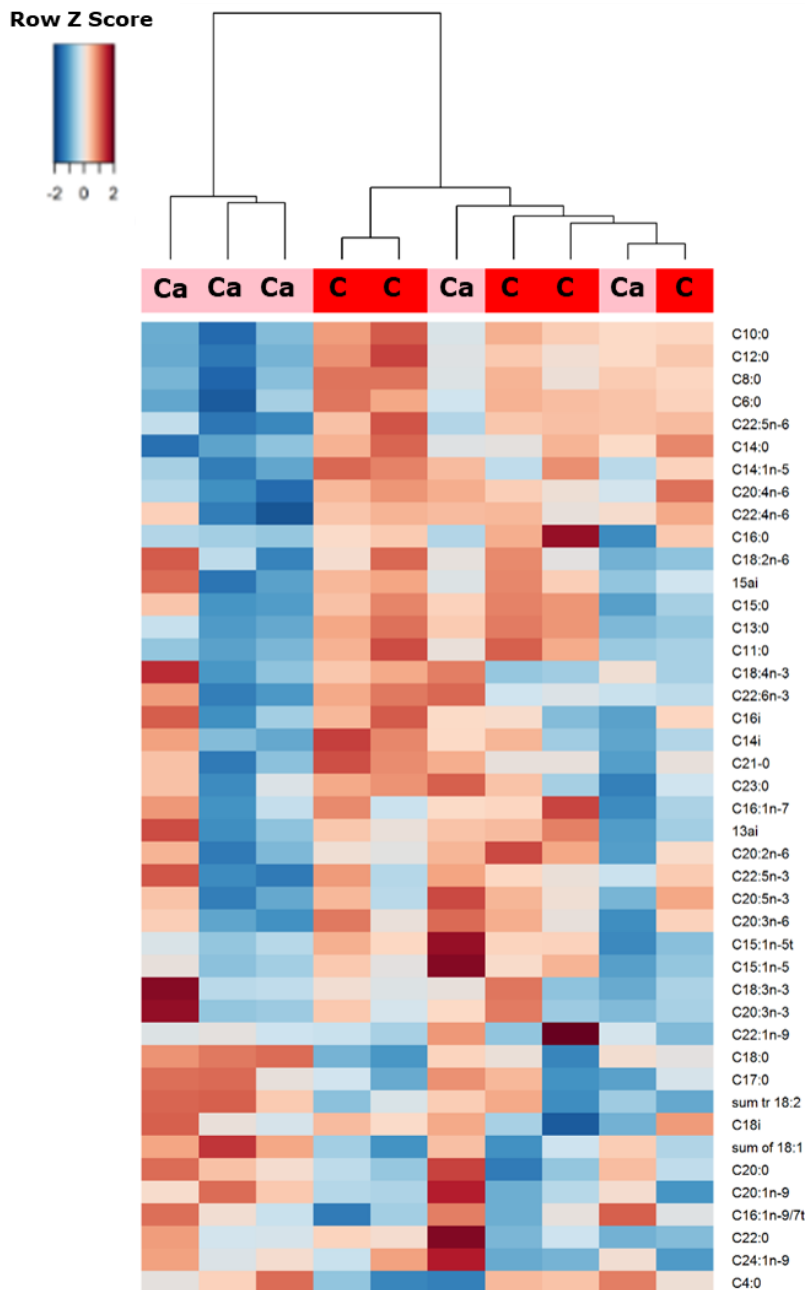 Row Z Score
-2 0 2
Ca Ca Ca C C Ca C C Ca C
C10:0
C12:0
C8:0
C6:0
C22:5n-6
C14:0
C14:1n-5
C20:4n-6
C22:4n-6
C16:0
C18:2n-6
15ai
C15:0
C13:0
C11:0
C18:4n-3
C22:6n-3
C16i
C14i
C21-0
C23:0
C16:1n-7
13ai
C20:2n-6
C22:5n-3
C20:5n-3
C20:3n-6
C15:1n-5t
C15:1n-5
C18:3n-3
C20:3n-3
C22:1n-9
C18:0
C17:0
sum tr 18:2
C18i
sum of 18:1
C20:0
C20:1n-9
C16:1n-9/7t
C22:0
C24:1n-9
C4:0